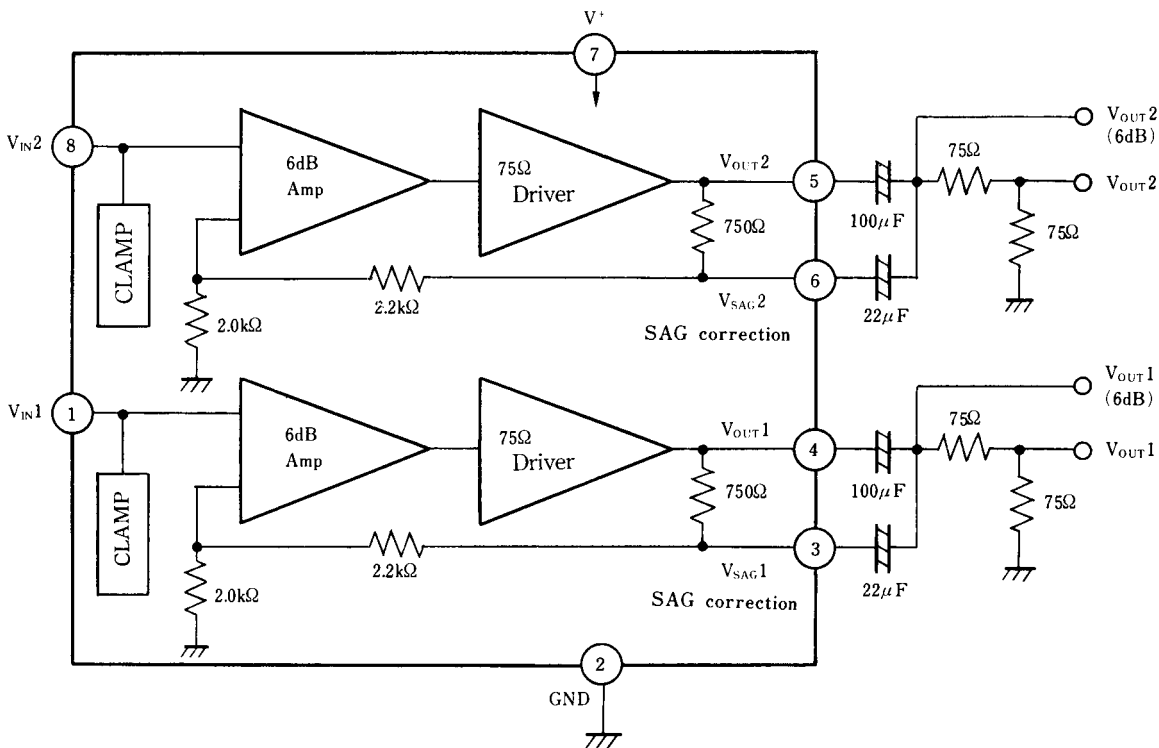 V+
7
VIN2
8
6dB
Amp
75Ω
Driver
VOUT2
5
100μF
75Ω
VOUT2
(6dB)
VOUT2
75Ω
CLAMP
750Ω
2.2kΩ
VSAG2
6
22μF
2.0kΩ
SAG correction
VIN1
1
6dB
Amp
75Ω
Driver
VOUT1
4
100μF
75Ω
VOUT1
(6dB)
VOUT1
75Ω
CLAMP
750Ω
2.2kΩ
VSAG1
3
22μF
2.0kΩ
SAG correction
2
GND